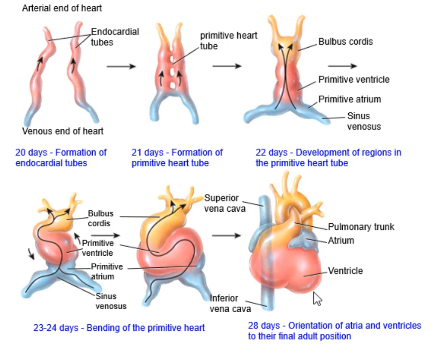 Arterial end of heart
Endocardial
tubes
primitive heart
tube
Bulbus cordis
Primitive ventricle
Primitive atrium
Sinus
venosus
Venous end of heart
20 days - Formation of
endocardial tubes
21 days - Formation of
primitive heart tube
22 days - Development of regions in
the primitive heart tube
Bulbus
cordis
Primitive
ventricle
Primitive
atrium
Sinus
venosus
Superior
vena cava
Pulmonary trunk
Atrium
Ventricle
Inferior
vena cava
23-24 days - Bending of the primitive heart
28 days - Orientation of atria and ventricles
to their final adult position